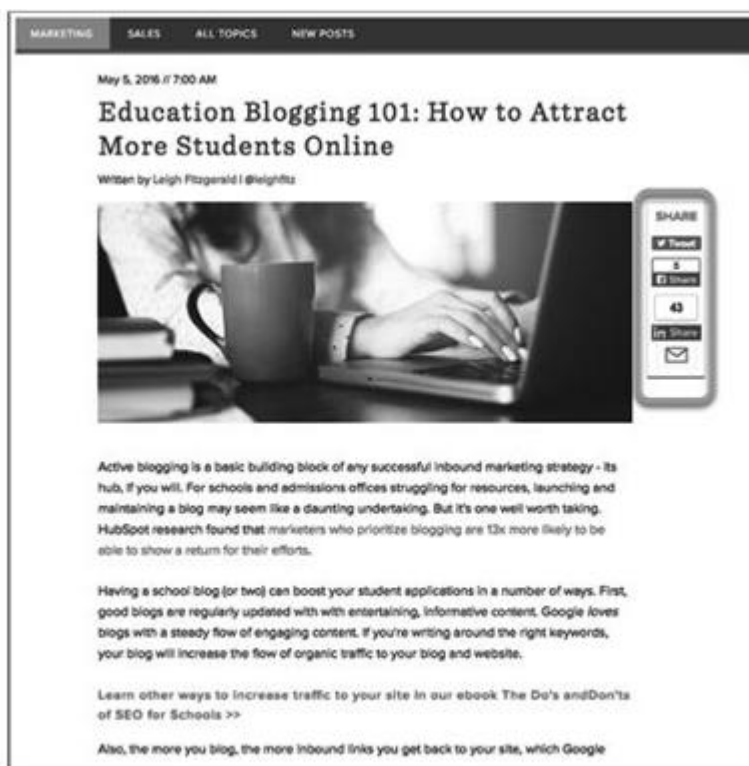 MARKETING SALES ALL TOPICS NEW POSTS
May 5, 2016 // 7:00 AM
Education Blogging 101: How to Attract
More Students Online
Written by Leigh Fitzgerald | @leighfitz
SHARE
Tweet
5
Share
43
in Share
Active blogging is a basic building block of any successful inbound marketing strategy - its
hub, if you will. For schools and admissions offices struggling for resources, launching and
maintaining a blog may seem like a daunting undertaking. But it's one well worth taking.
HubSpot research found that marketers who prioritize blogging are 13x more likely to be
able to show a return for their efforts.
Having a school blog (or two) can boost your student applications in a number of ways. First,
good blogs are regularly updated with with entertaining, informative content. Google loves
blogs with a steady flow of engaging content. If you're writing around the right keywords,
your blog will increase the flow of organic traffic to your blog and website.
Learn other ways to increase traffic to your site in our ebook The Do's andDon'ts
of SEO for Schools >>
Also, the more you blog, the more inbound links you get back to your site, which Google